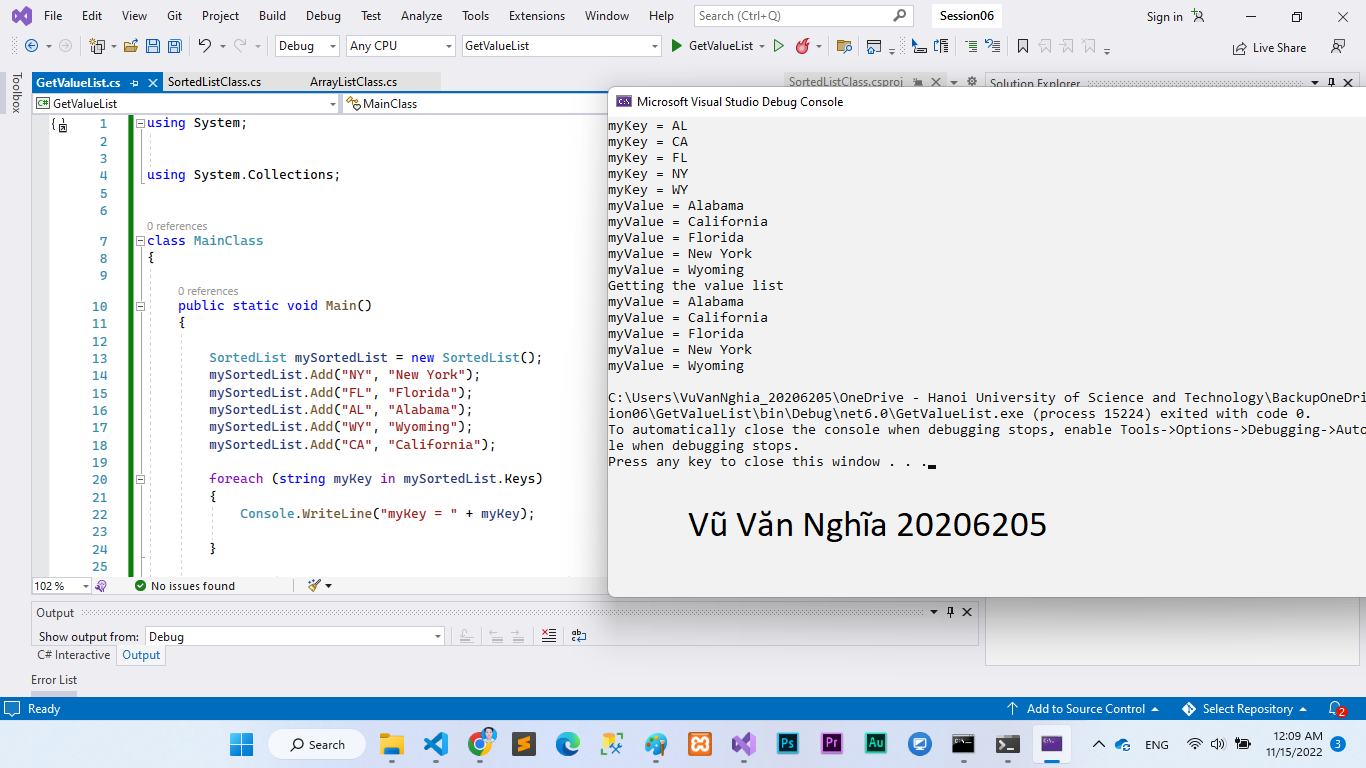 File Edit View Git Project Build Debug Test Analyze Tools Extensions Window Help Search (Ctrl+Q) Session06 Sign in
Debug Any CPU GetValueList GetValueList Live Share
Toolbox
GetValueList.cs SortedListClass.cs ArrayListClass.cs SortedListClass.csproj Solution Explorer
GetValueList MainClass
1 using System;
2
3
4 using System.Collections;
5
6
0 references
7 class MainClass
8 {
9
0 references
10 public static void Main()
11 {
12
13 SortedList mySortedList = new SortedList();
14 mySortedList.Add("NY", "New York");
15 mySortedList.Add("FL", "Florida");
16 mySortedList.Add("AL", "Alabama");
17 mySortedList.Add("WY", "Wyoming");
18 mySortedList.Add("CA", "California");
19
20 foreach (string myKey in mySortedList.Keys)
21 {
22 Console.WriteLine("myKey = " + myKey);
23
24 }
25
102 % No issues found
Microsoft Visual Studio Debug Console
myKey = AL
myKey = CA
myKey = FL
myKey = NY
myKey = WY
myValue = Alabama
myValue = California
myValue = Florida
myValue = New York
myValue = Wyoming
Getting the value list
myValue = Alabama
myValue = California
myValue = Florida
myValue = New York
myValue = Wyoming
C:\Users\VuVanNghia_20206205\OneDrive - Hanoi University of Science and Technology\BackupOneDri
ion06\GetValueList\bin\Debug\net6.0\GetValueList.exe (process 15224) exited with code 0.
To automatically close the console when debugging stops, enable Tools->Options->Debugging->Auto
le when debugging stops.
Press any key to close this window . . .
Vũ Văn Nghĩa 20206205
Output
Show output from: Debug
C# Interactive Output
Error List
Ready Add to Source Control Select Repository 2
Search Ps Pr Au ENG 12:09 AM
11/15/2022 3